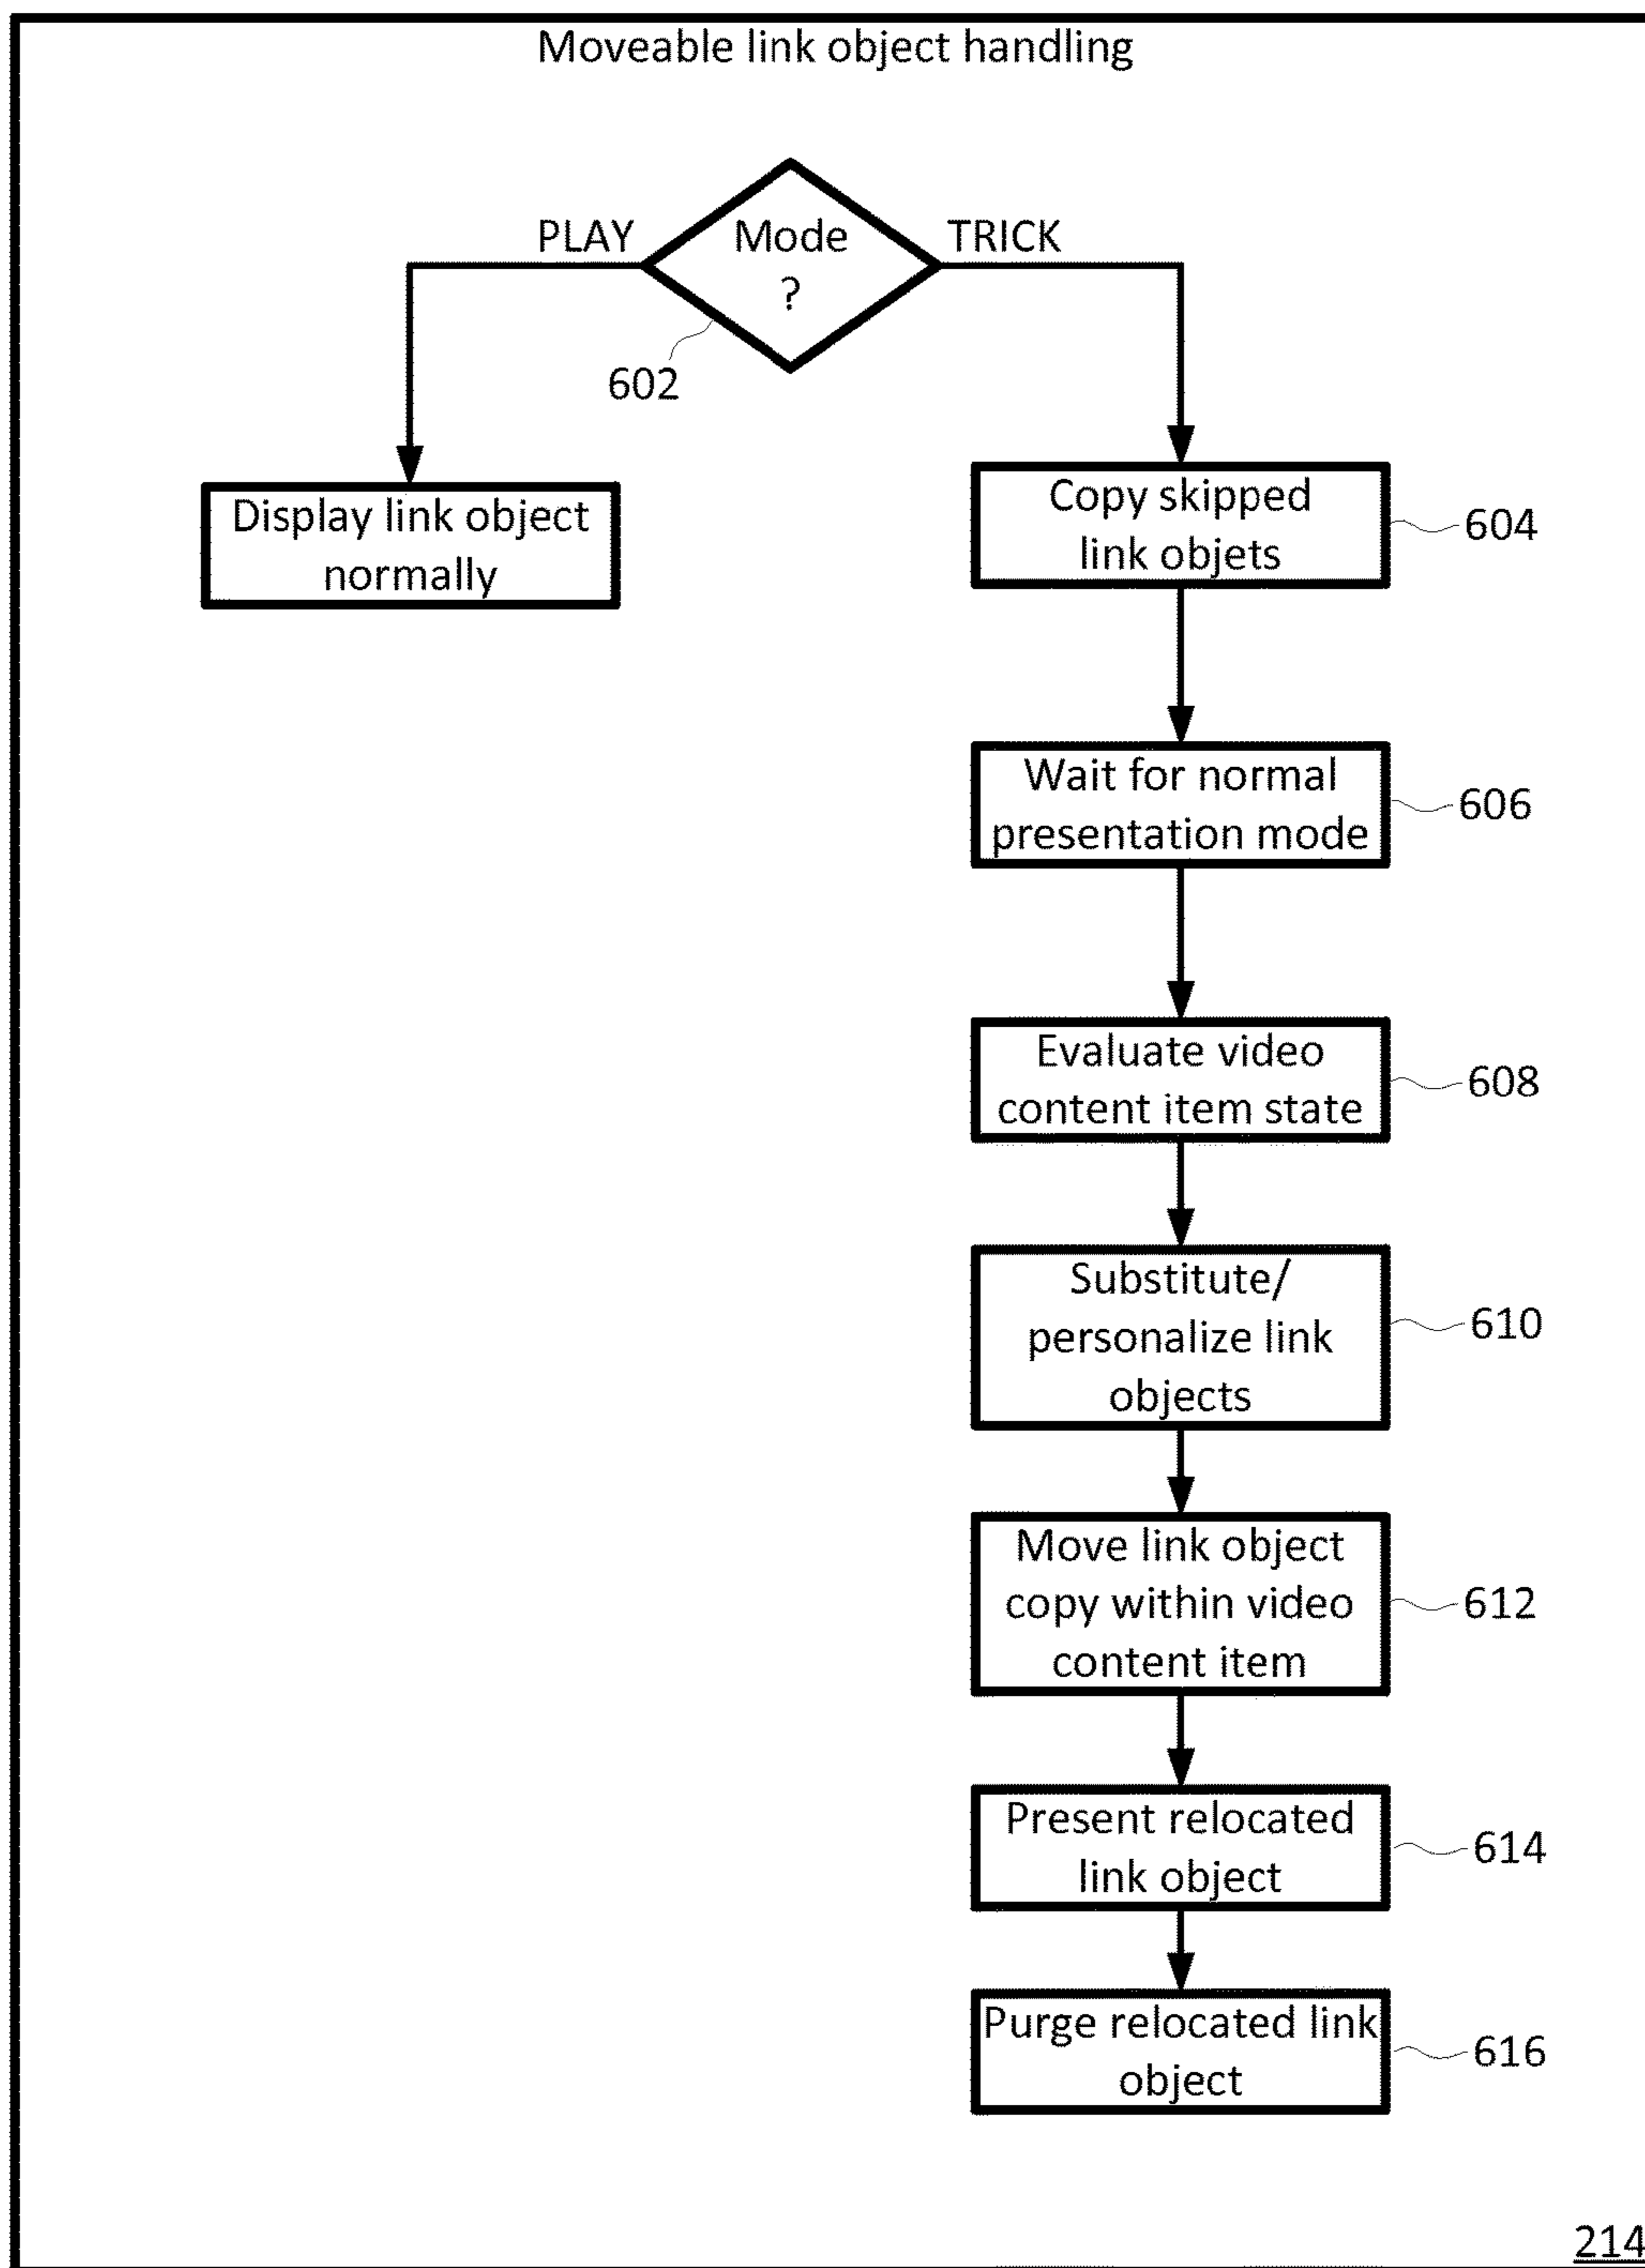 Moveable link object handling
PLAY
Mode
?
TRICK
602
Display link object
normally
Copy skipped
link objets
604
Wait for normal
presentation mode
606
Evaluate video
content item state
608
Substitute/
personalize link
objects
610
Move link object
copy within video
content item
612
Present relocated
link object
614
Purge relocated link
object
616
214